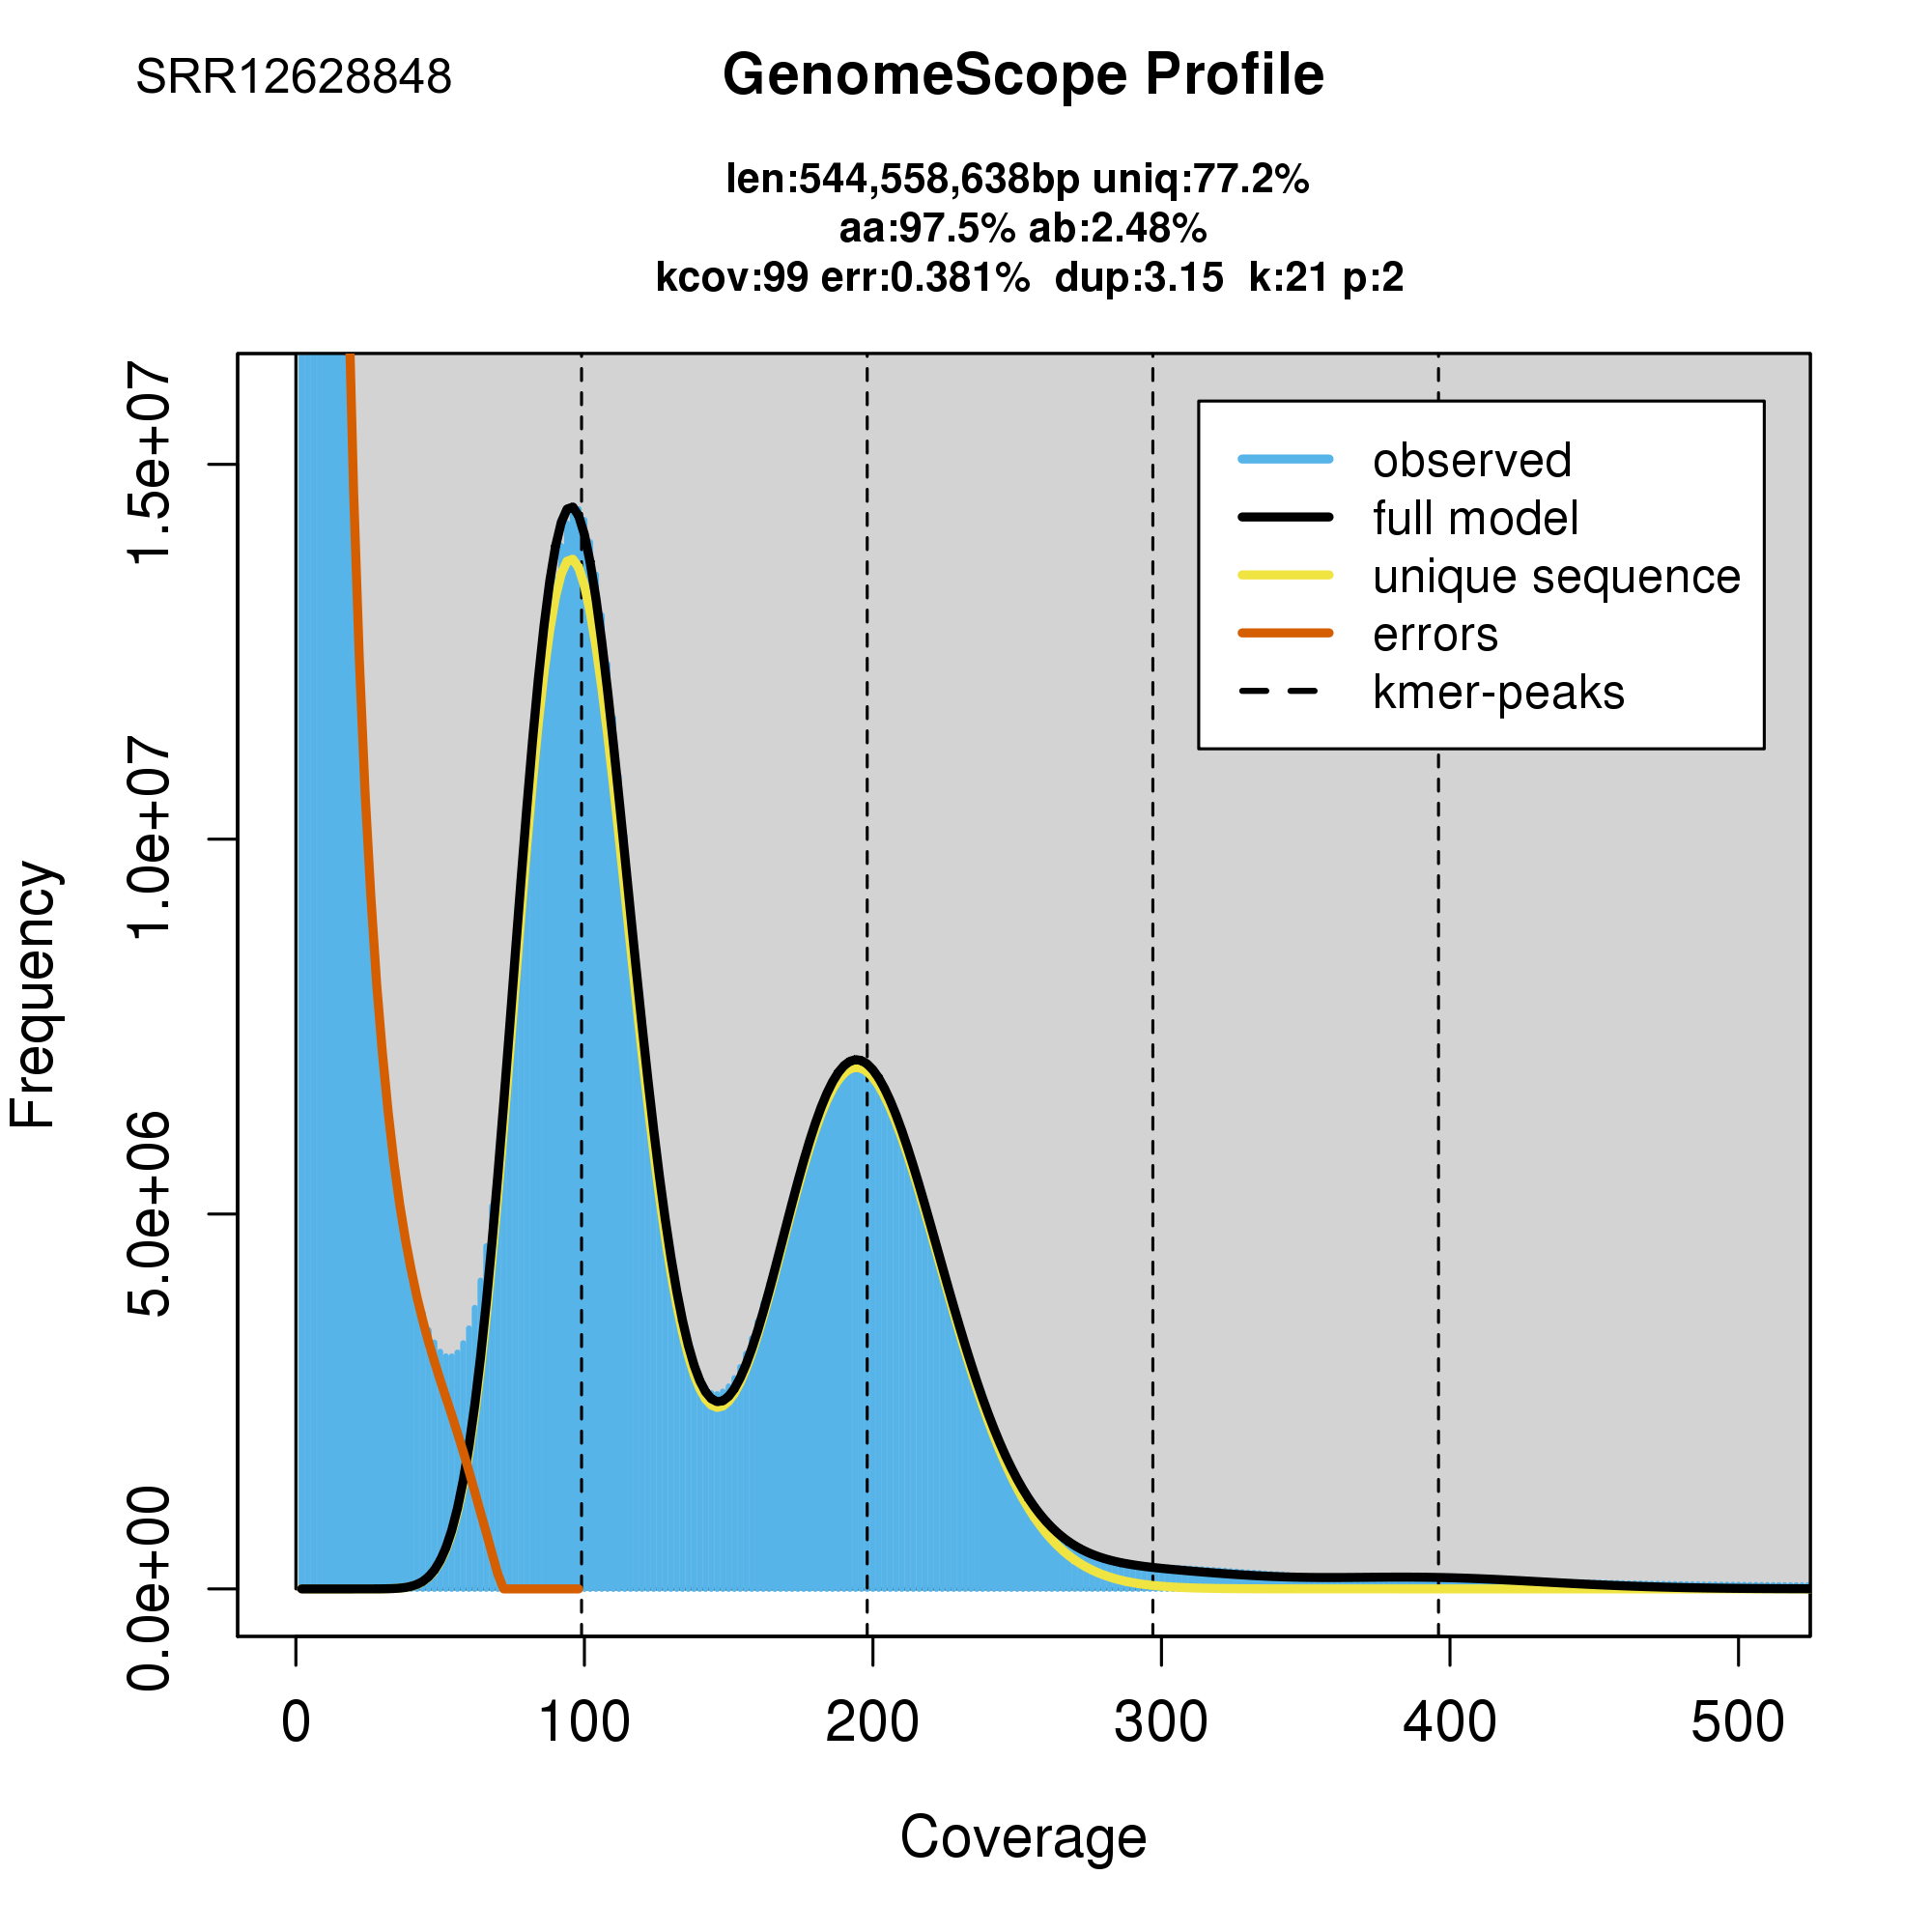 SRR12628848
GenomeScope Profile
len:544,558,638bp uniq:77.2%
aa:97.5% ab:2.48%
kcov:99 err:0.381%  dup:3.15  k:21 p:2
observed
full model
unique sequence
errors
kmer-peaks
Frequency
1.5e+07
1.0e+07
5.0e+06
0.0e+00
0 100 200 300 400 500
Coverage